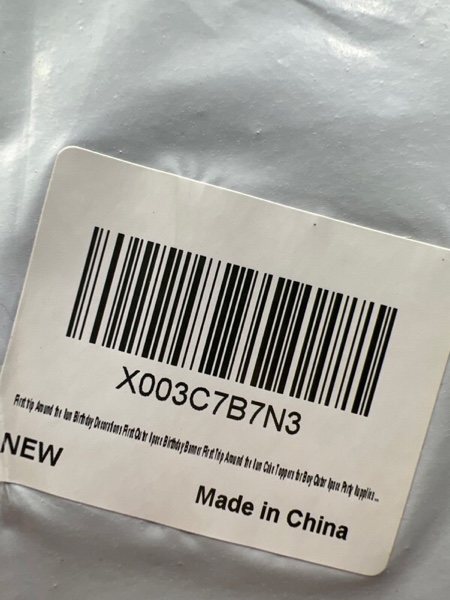 X003C7B7N3
First Trip Around the Sun Birthday Decorations First Outer Space Birthday Banner First Trip Around the Sun Cake Toppers for Boy Outer Space Party Supplies...
NEW
Made in China